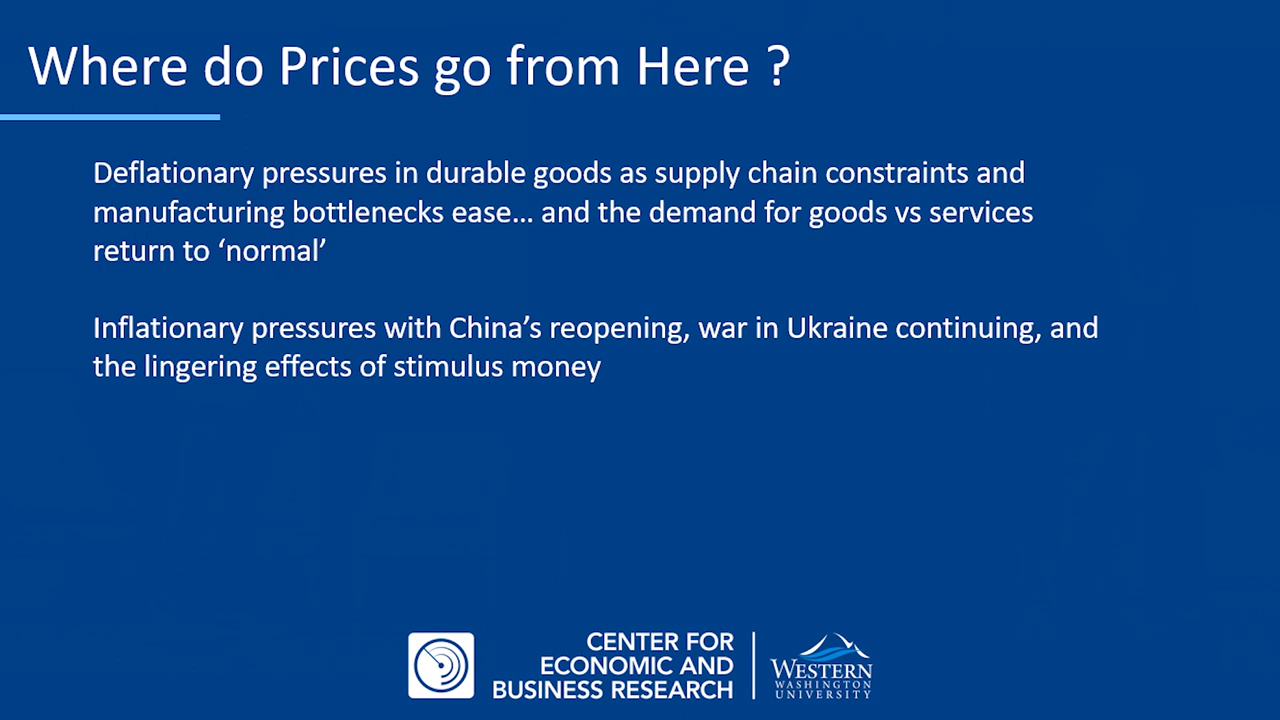 Where do Prices go from Here ?
Deflationary pressures in durable goods as supply chain constraints and
manufacturing bottlenecks ease… and the demand for goods vs services
return to ‘normal’
Inflationary pressures with China’s reopening, war in Ukraine continuing, and
the lingering effects of stimulus money
CENTER FOR
ECONOMIC AND
BUSINESS RESEARCH
WESTERN
WASHINGTON
UNIVERSITY